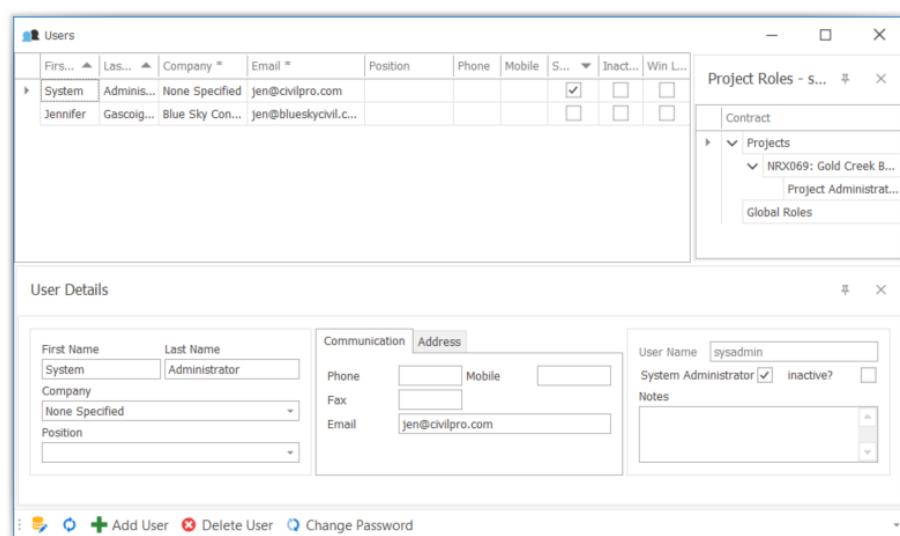 Users
Firs... Las... Company * Email * Position Phone Mobile S... Inact... Win L...
System Adminis... None Specified jen@civilpro.com
Jennifer Gascoig... Blue Sky Con... jen@blueskycivil.c...
Project Roles - s...
Contract
Projects
NRX069: Gold Creek B...
Project Administrat...
Global Roles
User Details
First Name Last Name
System Administrator
Company
None Specified
Position
Communication Address
Phone Mobile
Fax
Email jen@civilpro.com
User Name sysadmin
System Administrator inactive?
Notes
Add User Delete User Change Password